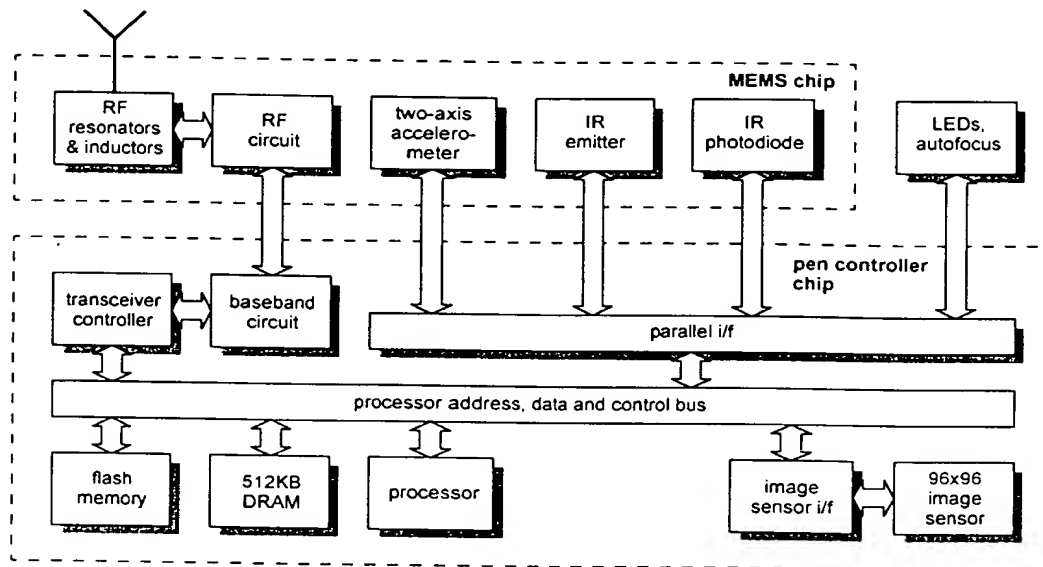 MEMS chip
RF
resonators
& inductors
RF
circuit
two-axis
accelero-
meter
IR
emitter
IR
photodiode
LEDs,
autofocus
pen controller
chip
transceiver
controller
baseband
circuit
parallel i/f
processor address, data and control bus
flash
memory
512KB
DRAM
processor
image
sensor i/f
96x96
image
sensor